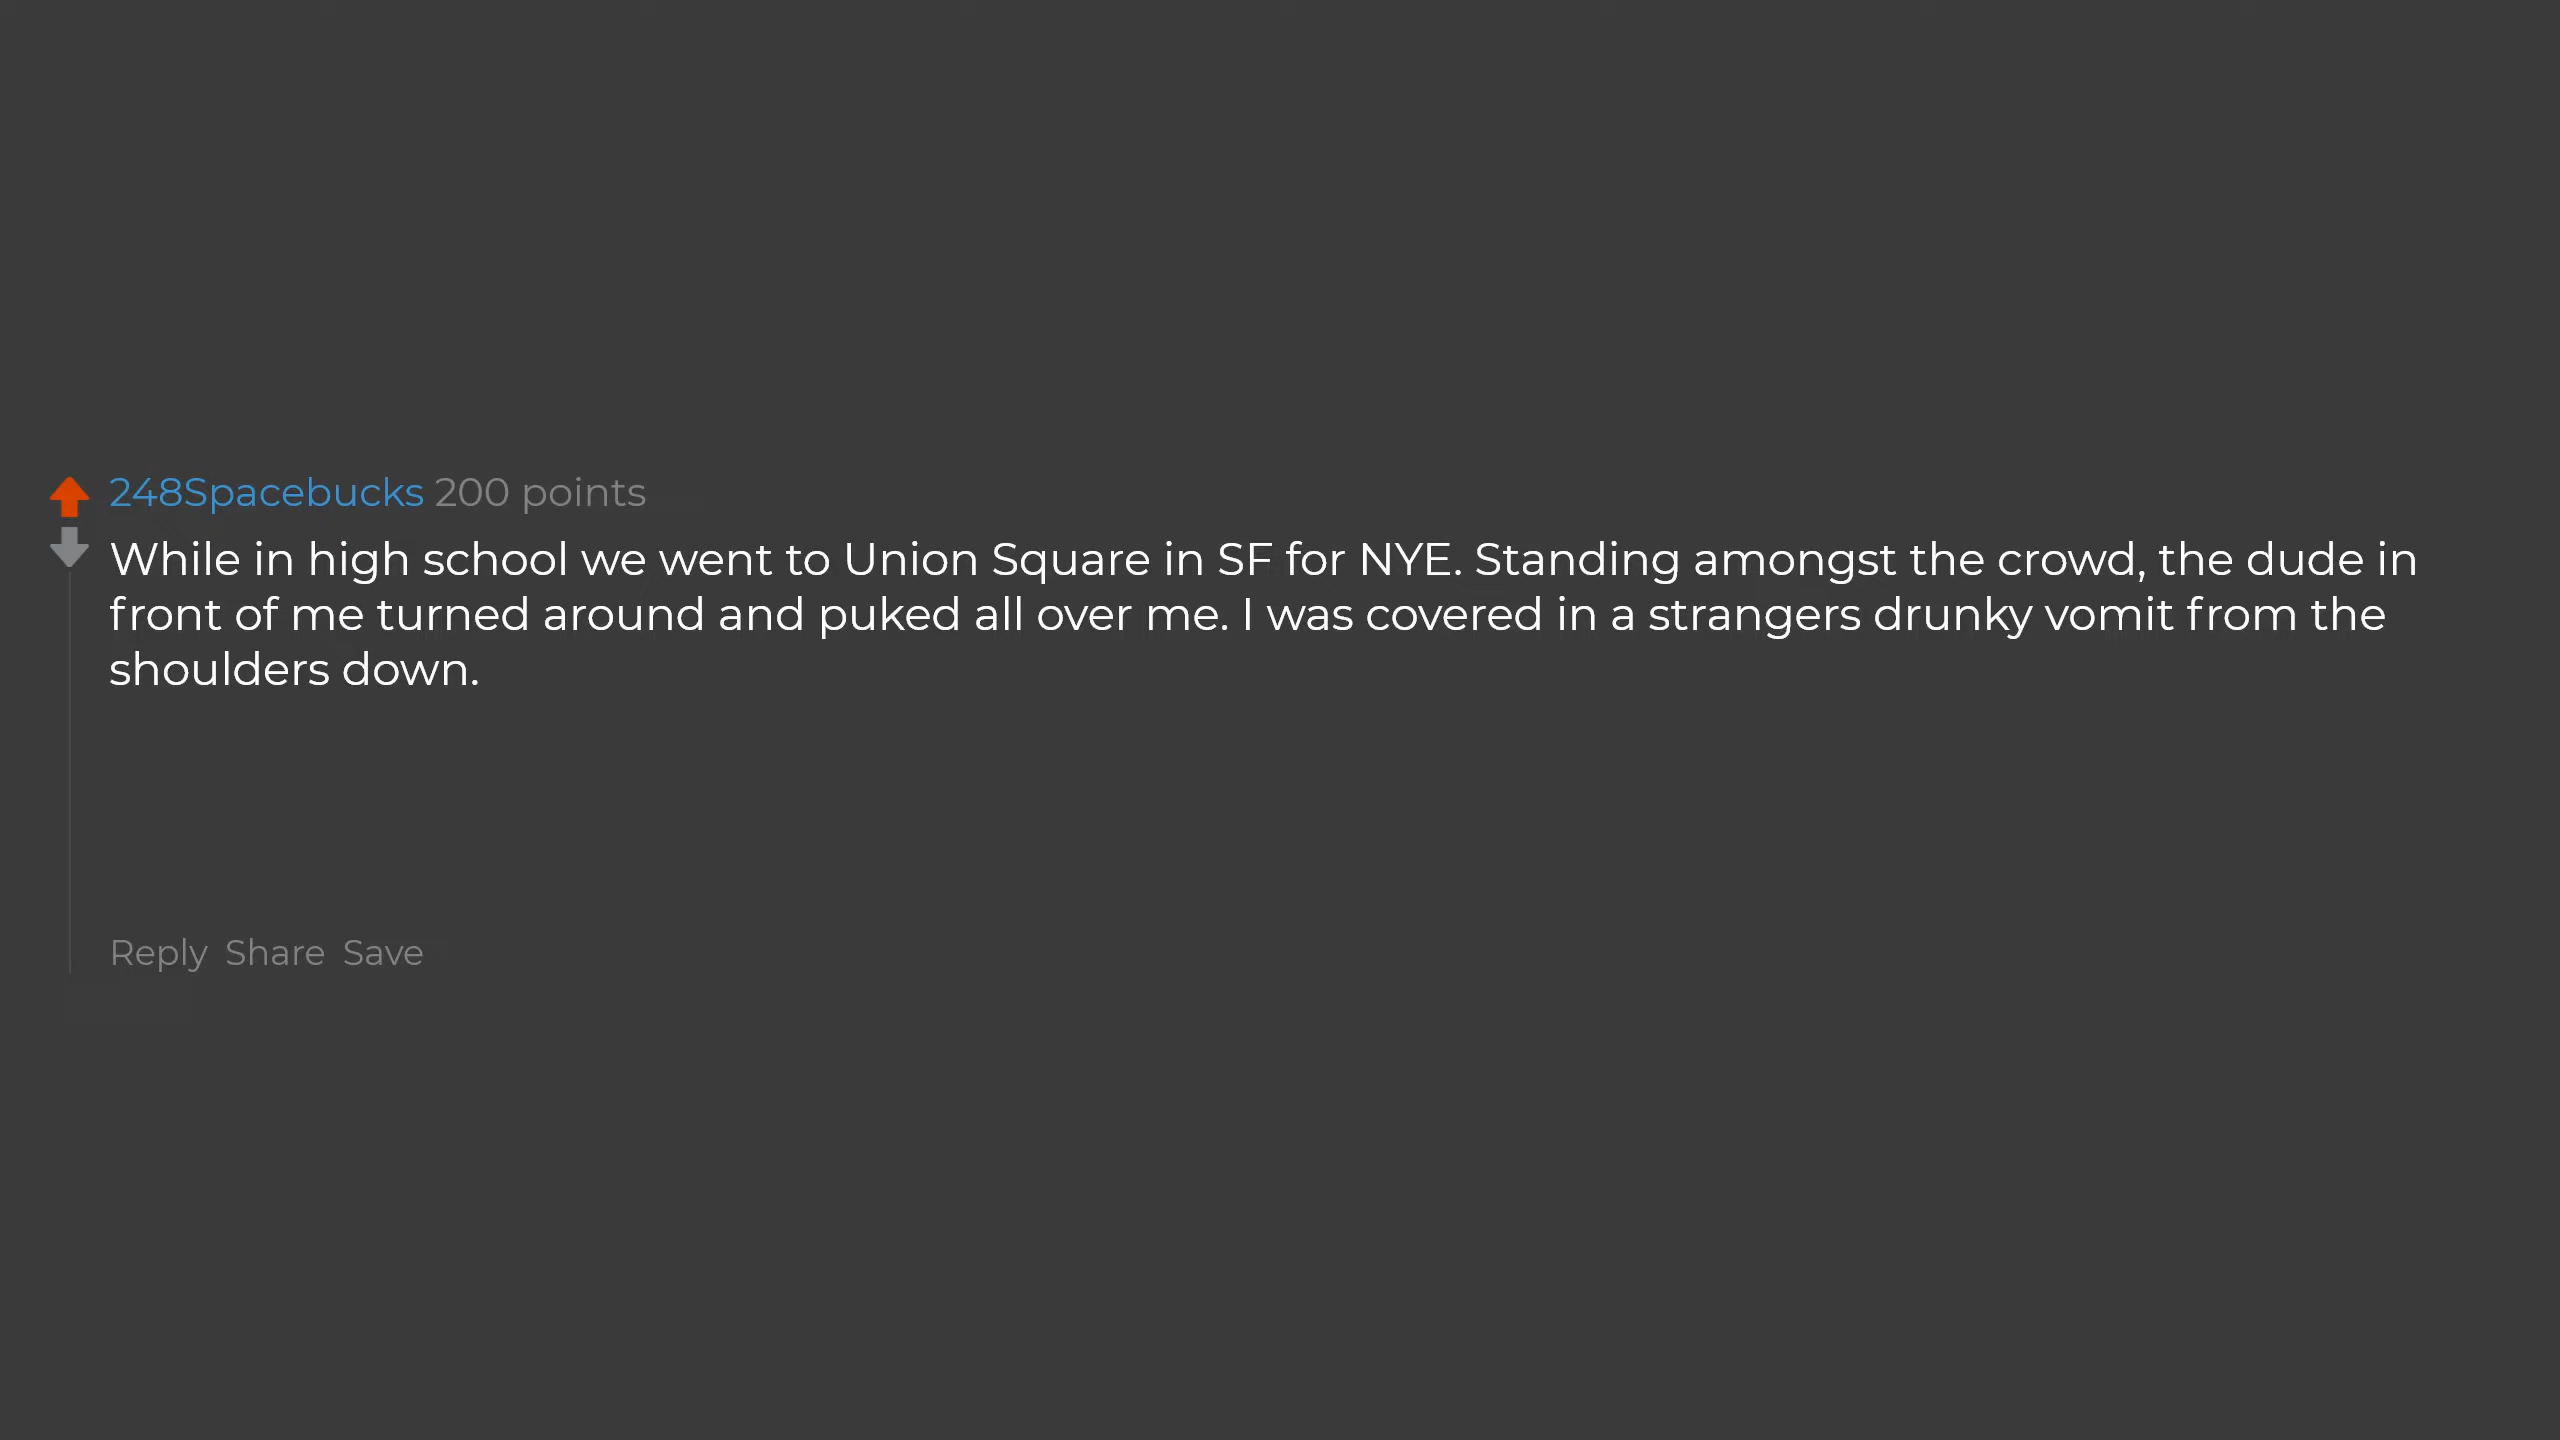 248Spacebucks 200 points
While in high school we went to Union Square in SF for NYE. Standing amongst the crowd, the dude in
front of me turned around and puked all over me. I was covered in a strangers drunky vomit from the
shoulders down.
Reply Share Save